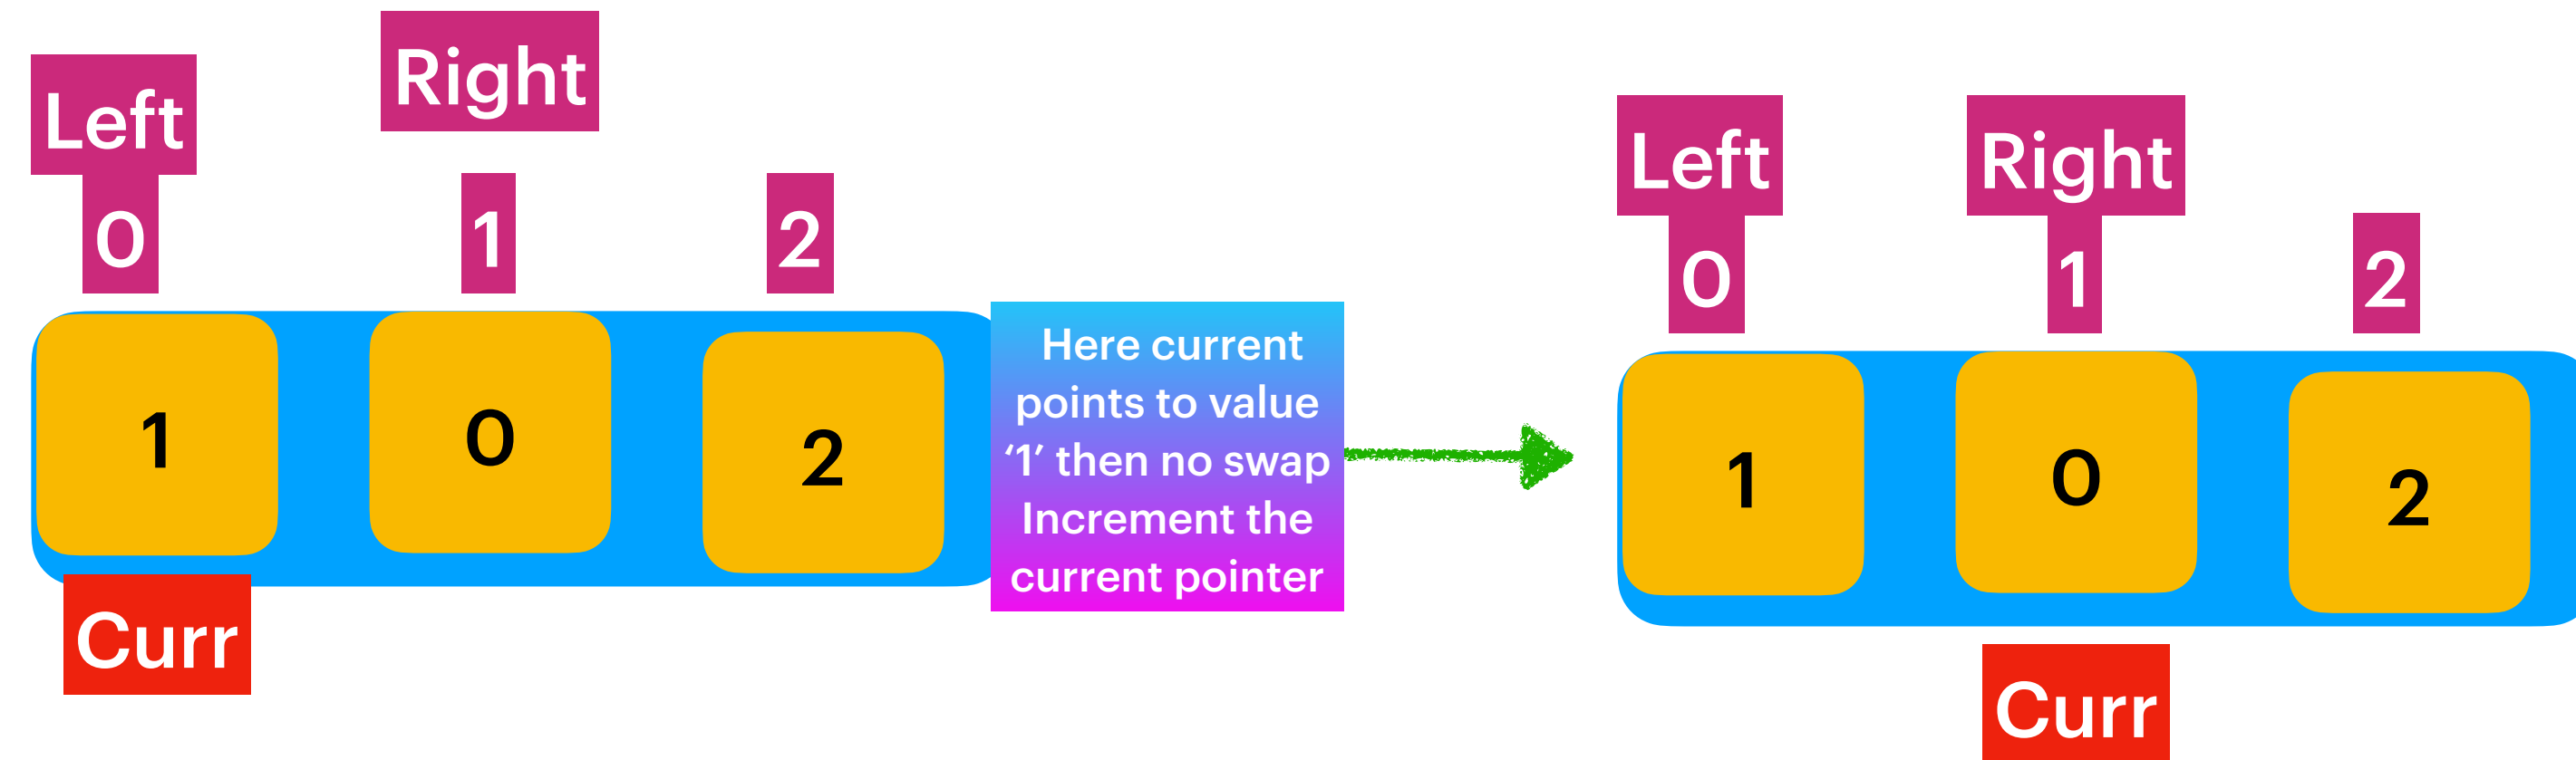 Left
Right
0
1
2
1
0
2
Curr
Here current
points to value
‘1’ then no swap
Increment the
current pointer
Left
Right
0
1
2
1
0
2
Curr